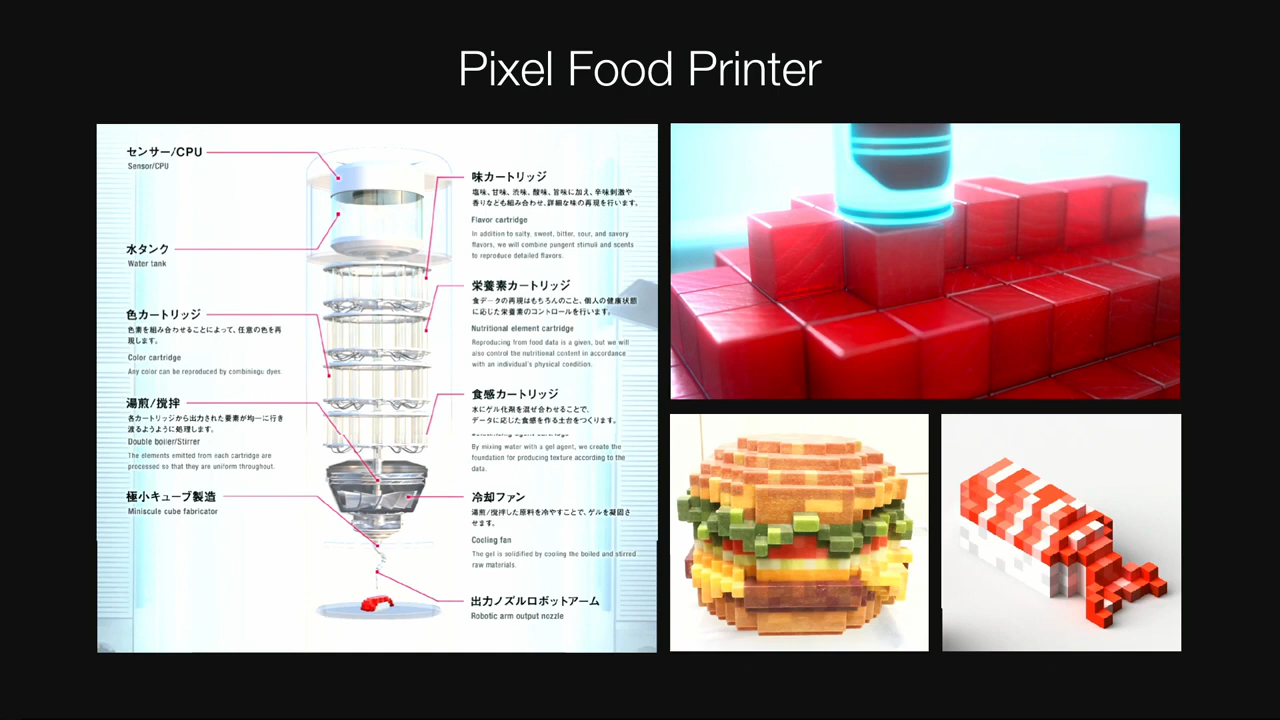 Pixel Food Printer
センサー/CPU
Sensor/CPU
水タンク
Water tank
色カートリッジ
色素を組み合わせることによって、任意の色を再
現します。
Color cartridge
Any color can be reproduced by combining dyes.
湯煎/撹拌
各カートリッジから出力された要素が均一に行き
渡るように処理します。
Double boiler/Stirrer
The elements emitted from each cartridge are
processed so that they are uniform throughout.
極小キューブ製造
Miniscule cube fabricator
味カートリッジ
塩味、甘味、渋味、酸味、旨味に加え、辛味刺激や
香りなども組み合わせ、詳細な味の再現を行います。
Flavor cartridge
In addition to salty, sweet, bitter, sour, and savory
flavors, we will combine pungent stimuli and scents
to reproduce detailed flavors.
栄養素カートリッジ
食データの再現はもちろんのこと、個人の健康状態
に応じた栄養素のコントロールを行います。
Nutritional element cartridge
Reproducing from food data is a given, but we will
also control the nutritional content in accordance
with an individual's physical condition.
食感カートリッジ
水にゲル化剤を混ぜ合わせることで、
データに応じた食感を作る土台をつくります。
agent cartridge
By mixing water with a gel agent, we create the
foundation for producing texture according to the
data.
冷却ファン
湯煎/撹拌した原料を冷やすことで、ゲルを凝固さ
せます。
Cooling fan
The gel is solidified by cooling the boiled and stirred
raw materials.
出力ノズルロボットアーム
Robotic arm output nozzle